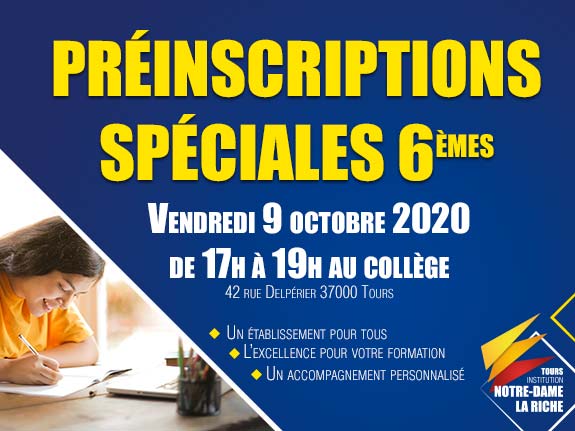 PRÉINSCRIPTIONS
SPÉCIALES 6ÈMES
VENDREDI 9 OCTOBRE 2020
DE 17H À 19H AU COLLÈGE
42 RUE DELPÉRIER 37000 TOURS
UN ÉTABLISSEMENT POUR TOUS
L'EXCELLENCE POUR VOTRE FORMATION
UN ACCOMPAGNEMENT PERSONNALISÉ
TOURS
INSTITUTION
NOTRE-DAME
LA RICHE